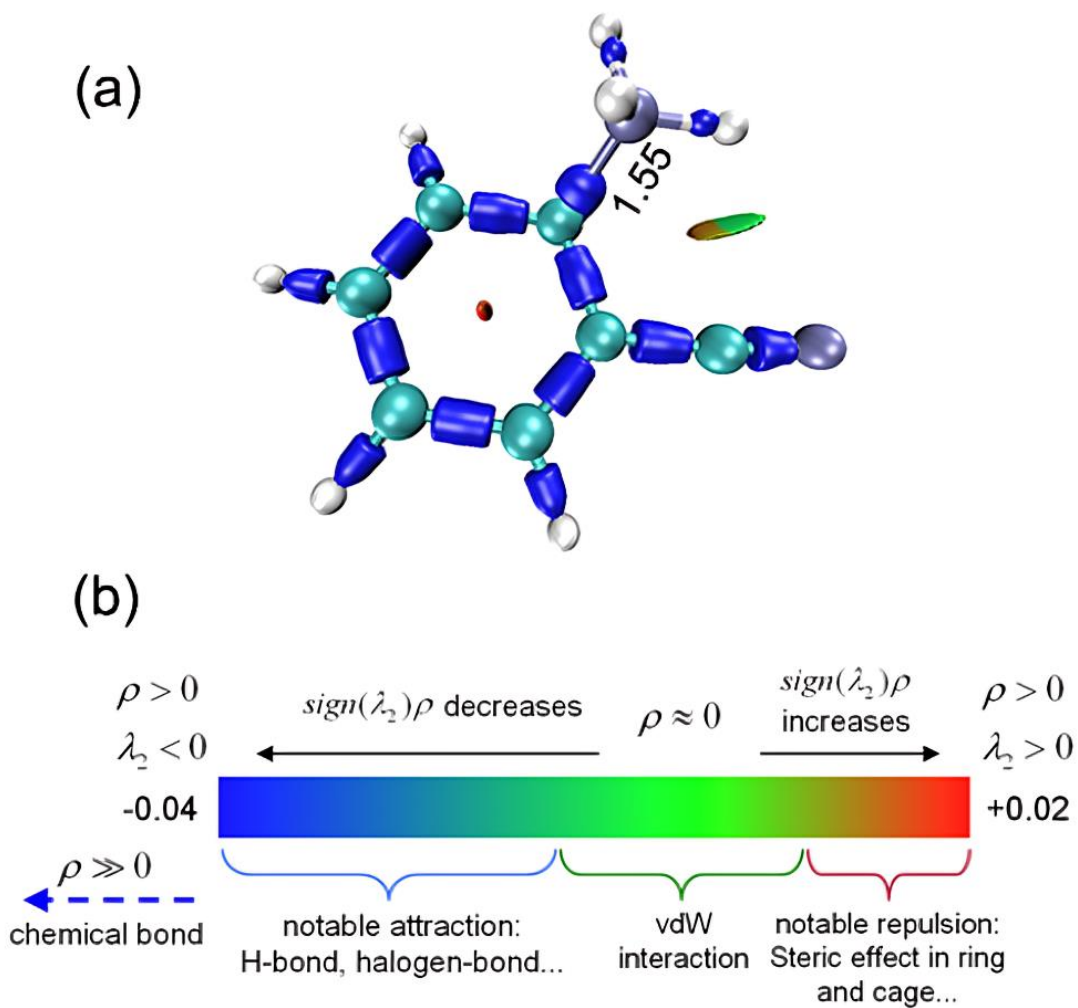 (a)
1.55
(b)
ρ > 0
λ₂ < 0
sign(λ₂)ρ decreases
ρ ≈ 0
sign(λ₂)ρ
increases
ρ > 0
λ₂ > 0
-0.04
+0.02
ρ ≫ 0
chemical bond
notable attraction:
H-bond, halogen-bond...
vdW
interaction
notable repulsion:
Steric effect in ring
and cage...